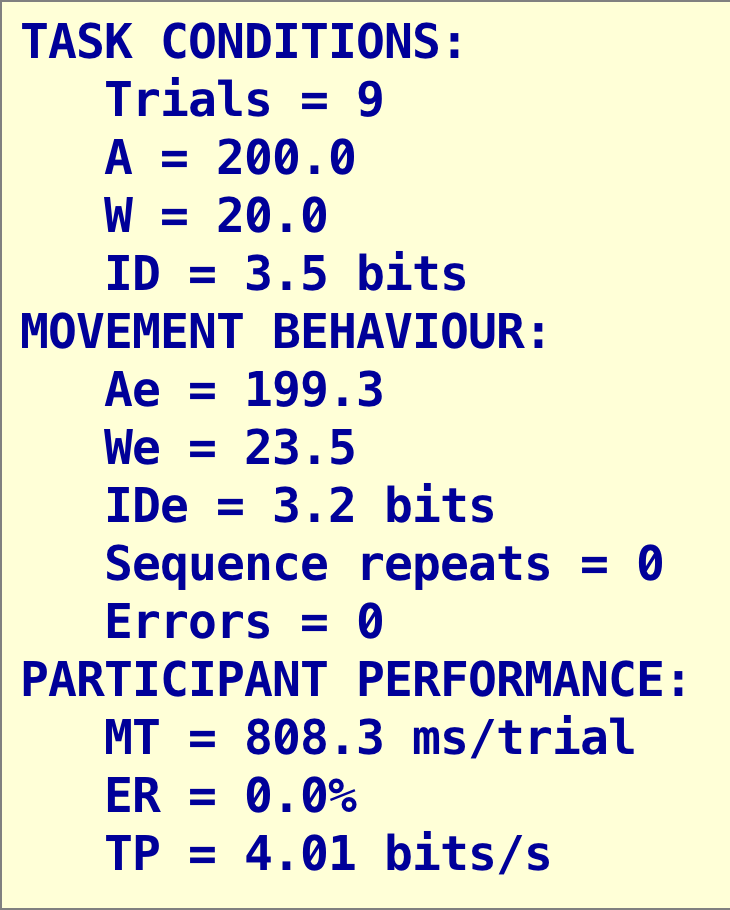 TASK CONDITIONS:
Trials = 9
A = 200.0
W = 20.0
ID = 3.5 bits
MOVEMENT BEHAVIOUR:
Ae = 199.3
We = 23.5
IDe = 3.2 bits
Sequence repeats = 0
Errors = 0
PARTICIPANT PERFORMANCE:
MT = 808.3 ms/trial
ER = 0.0%
TP = 4.01 bits/s